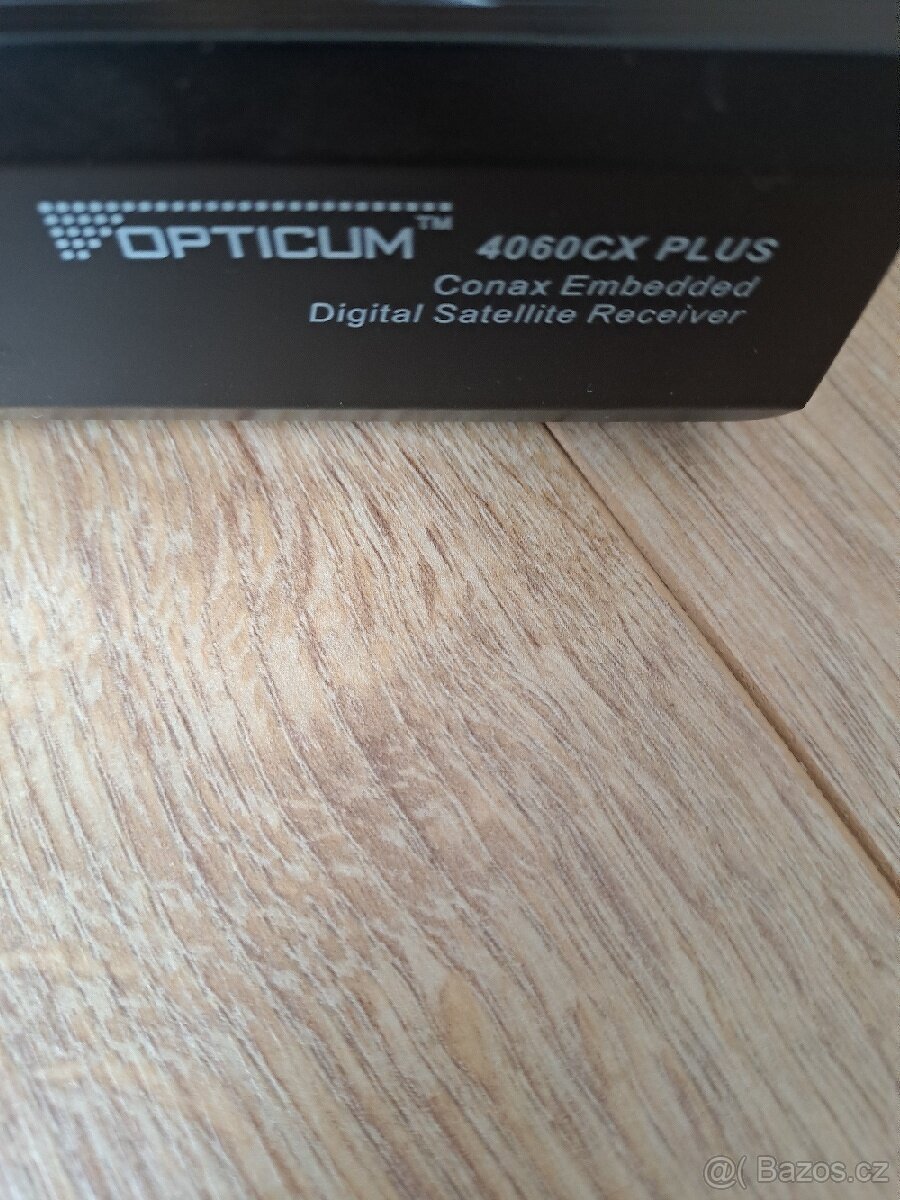 OPTICUM™ 4060CX PLUS
Conax Embedded
Digital Satellite Receiver
@( Bazos.cz